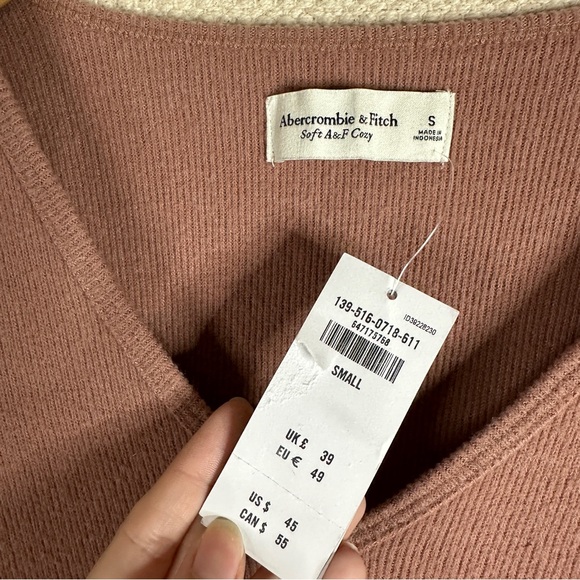 Abercrombie & Fitch
Soft A&F Cozy
S
MADE IN
INDONESIA
139-516-0718-611
ID39228230
647175768
SMALL
UK £ 39
EU € 49
US $ 45
CAN $ 55